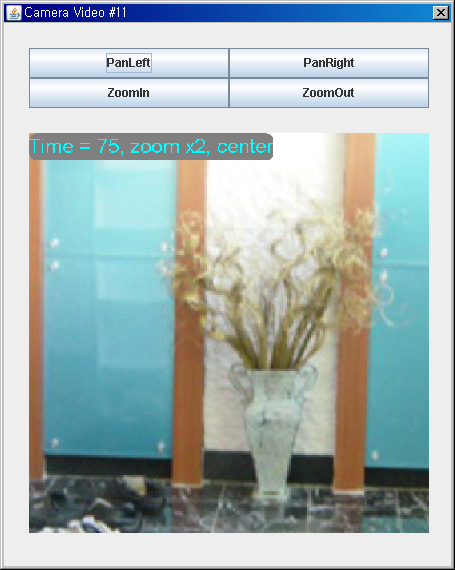 Camera Video #11
PanLeft PanRight
ZoomIn ZoomOut
Time = 75, zoom x2, center